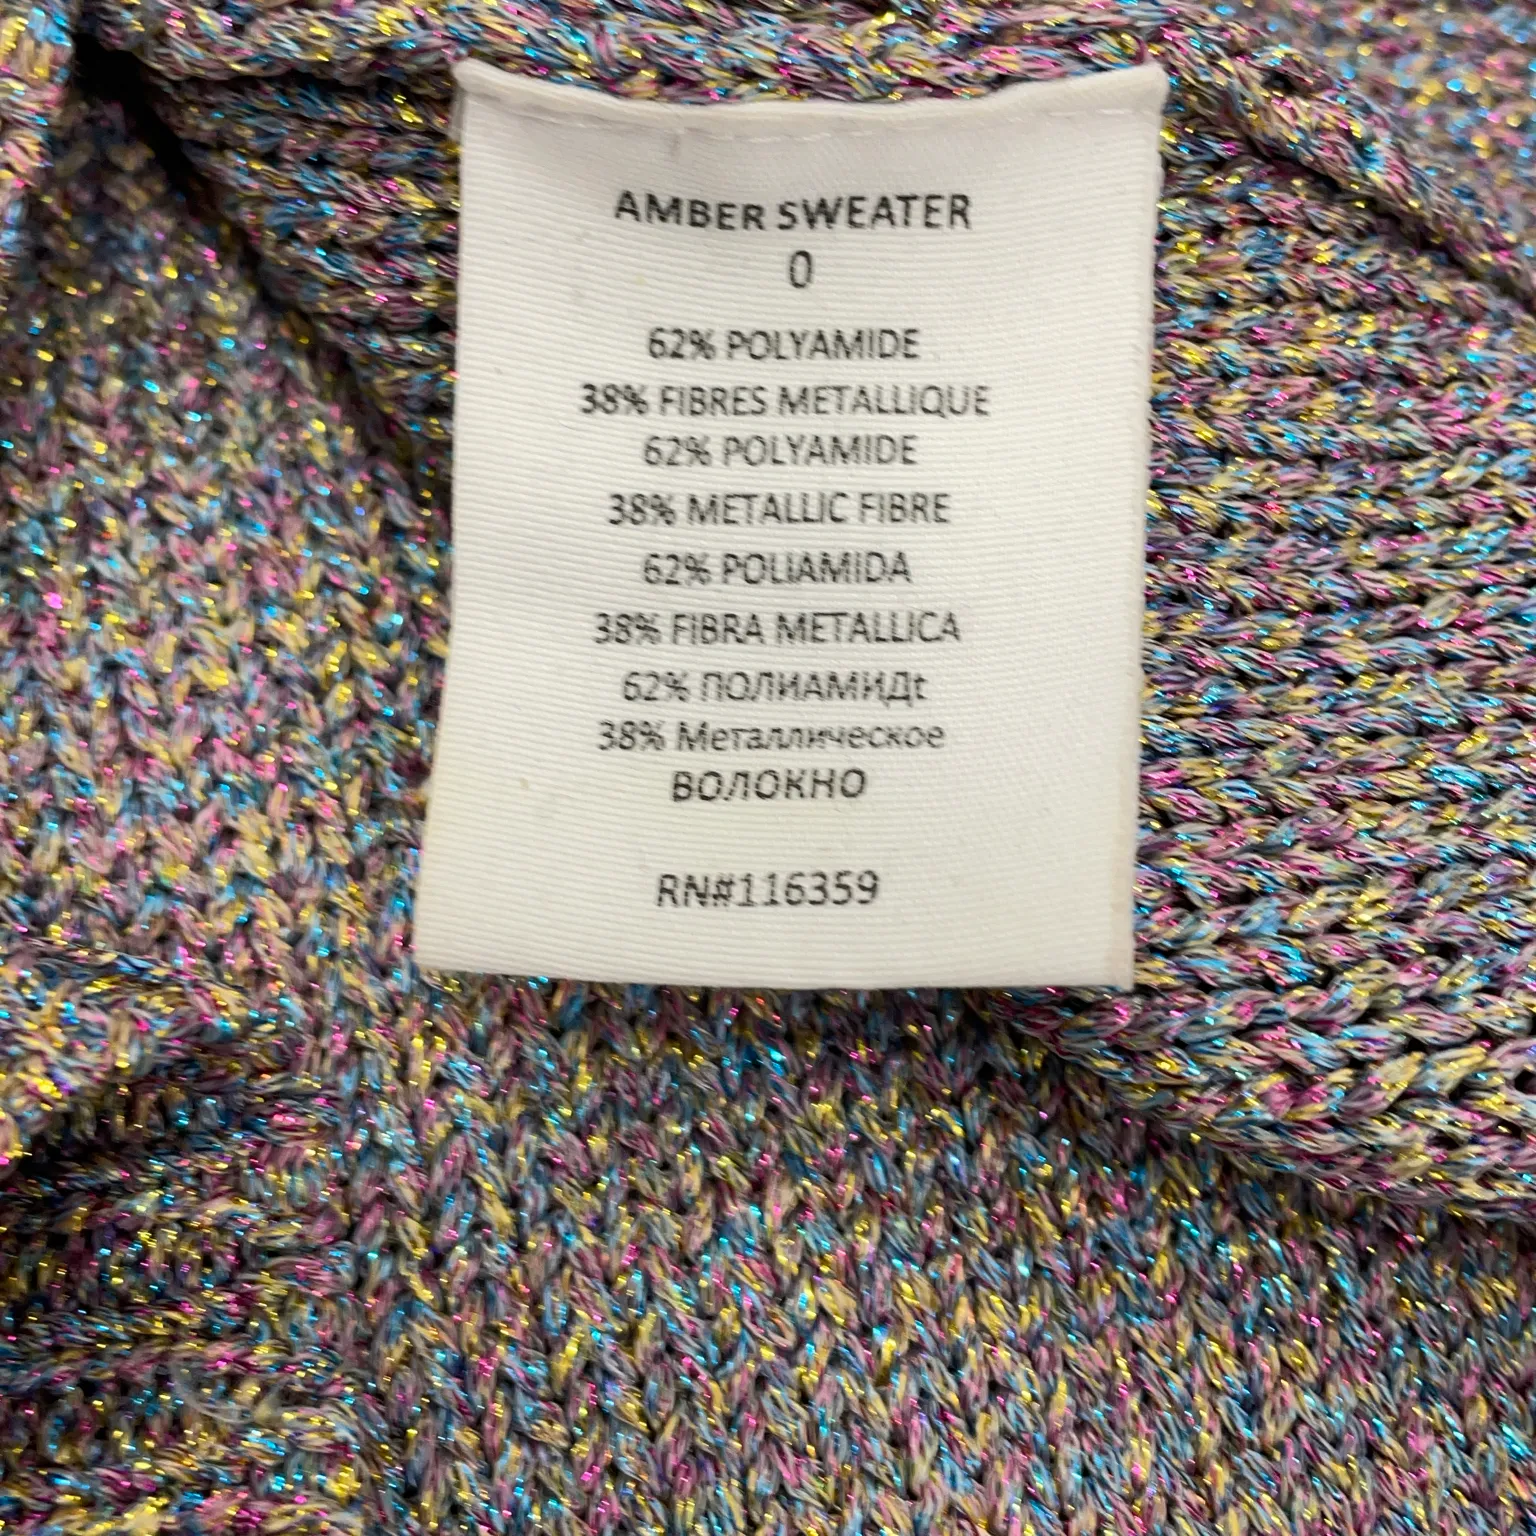 AMBER SWEATER
0
62% POLYAMIDE
38% FIBRES METALLIQUE
62% POLYAMIDE
38% METALLIC FIBRE
62% POLIAMIDA
38% FIBRA METALLICA
62% ПОЛИАМИДt
38% Металлическое
ВОЛОКНО
RN#116359